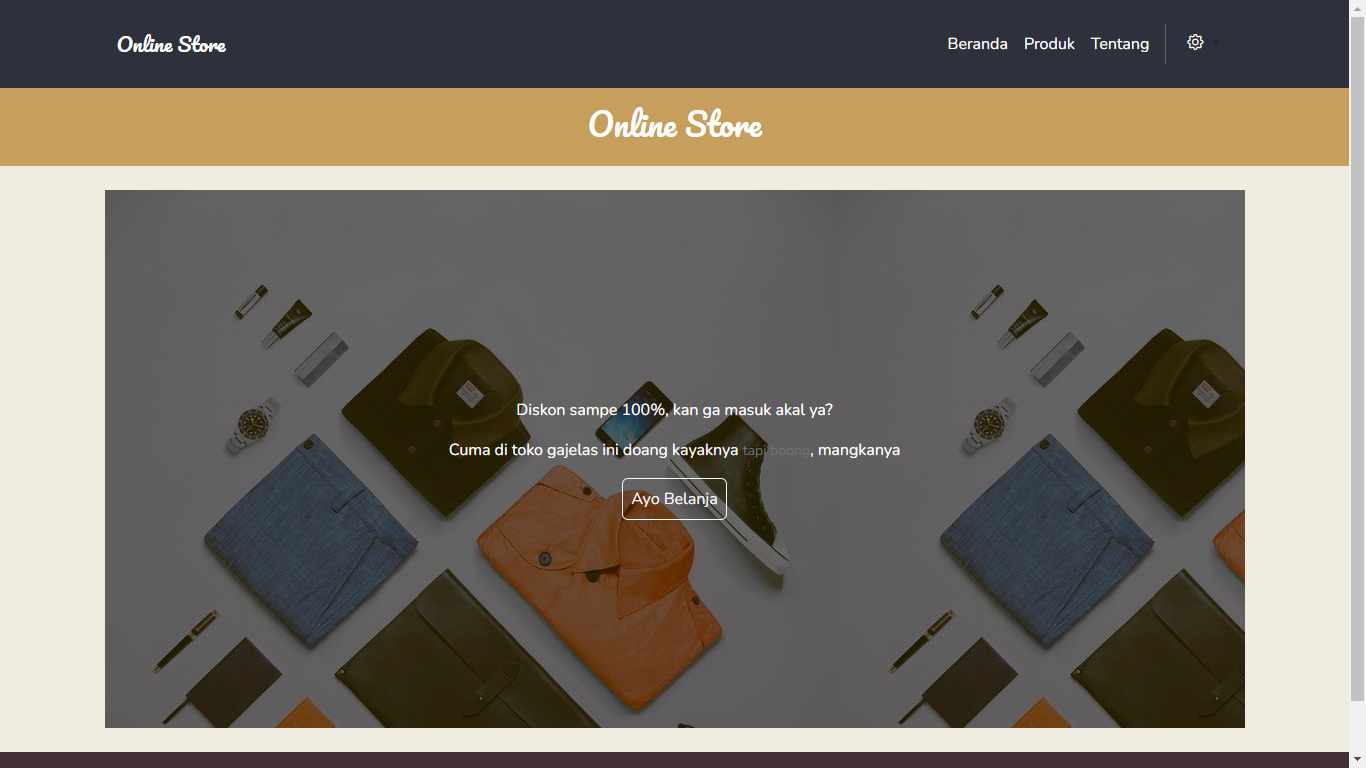 Online Store
Beranda Produk Tentang
Online Store
Diskon sampe 100%, kan ga masuk akal ya?
Cuma di toko gajelas ini doang kayaknya tapi boong, mangkanya
Ayo Belanja